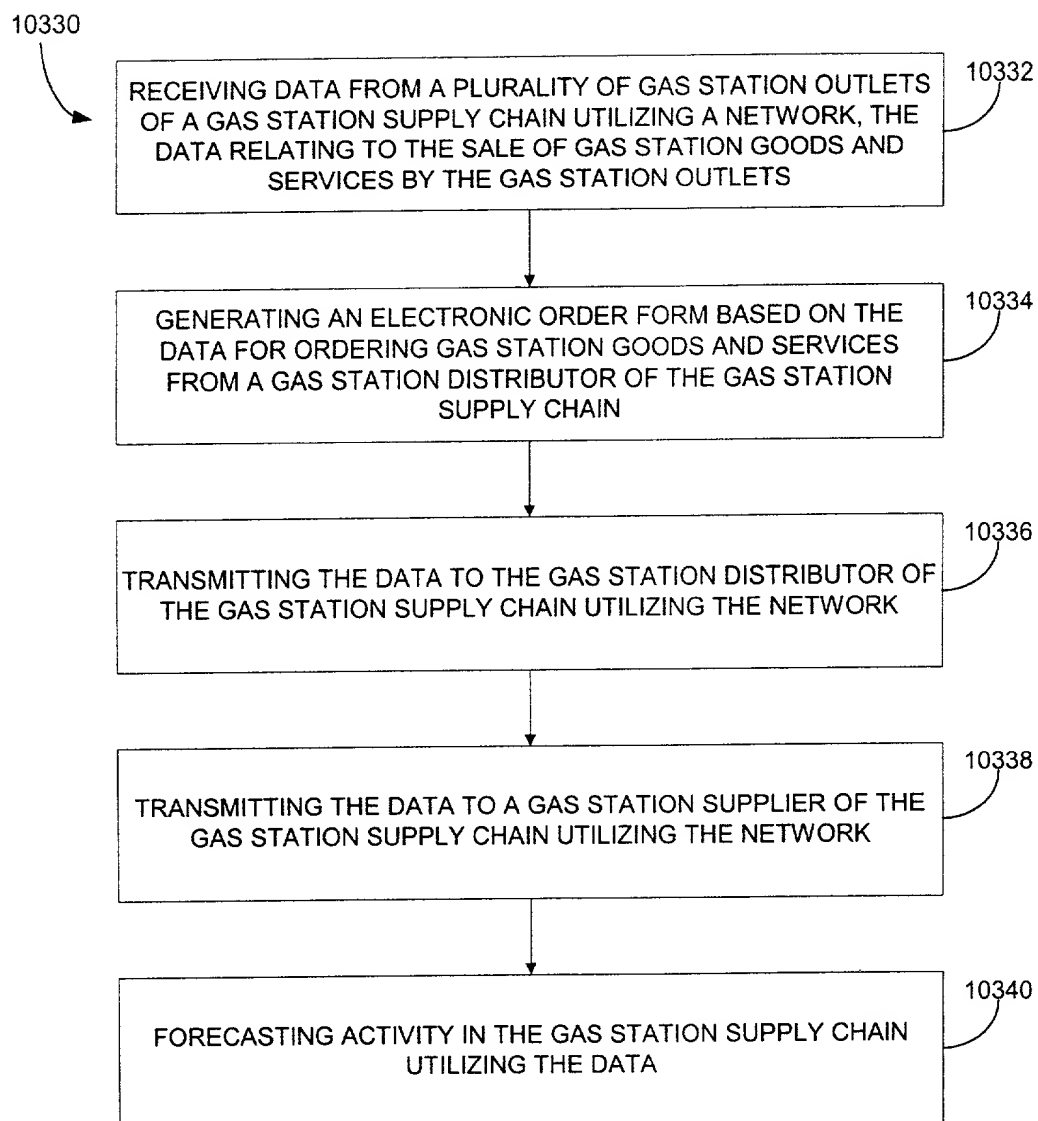 10330
10332
RECEIVING DATA FROM A PLURALITY OF GAS STATION OUTLETS
OF A GAS STATION SUPPLY CHAIN UTILIZING A NETWORK, THE
DATA RELATING TO THE SALE OF GAS STATION GOODS AND
SERVICES BY THE GAS STATION OUTLETS
10334
GENERATING AN ELECTRONIC ORDER FORM BASED ON THE
DATA FOR ORDERING GAS STATION GOODS AND SERVICES
FROM A GAS STATION DISTRIBUTOR OF THE GAS STATION
SUPPLY CHAIN
10336
TRANSMITTING THE DATA TO THE GAS STATION DISTRIBUTOR OF
THE GAS STATION SUPPLY CHAIN UTILIZING THE NETWORK
10338
TRANSMITTING THE DATA TO A GAS STATION SUPPLIER OF THE
GAS STATION SUPPLY CHAIN UTILIZING THE NETWORK
10340
FORECASTING ACTIVITY IN THE GAS STATION SUPPLY CHAIN
UTILIZING THE DATA